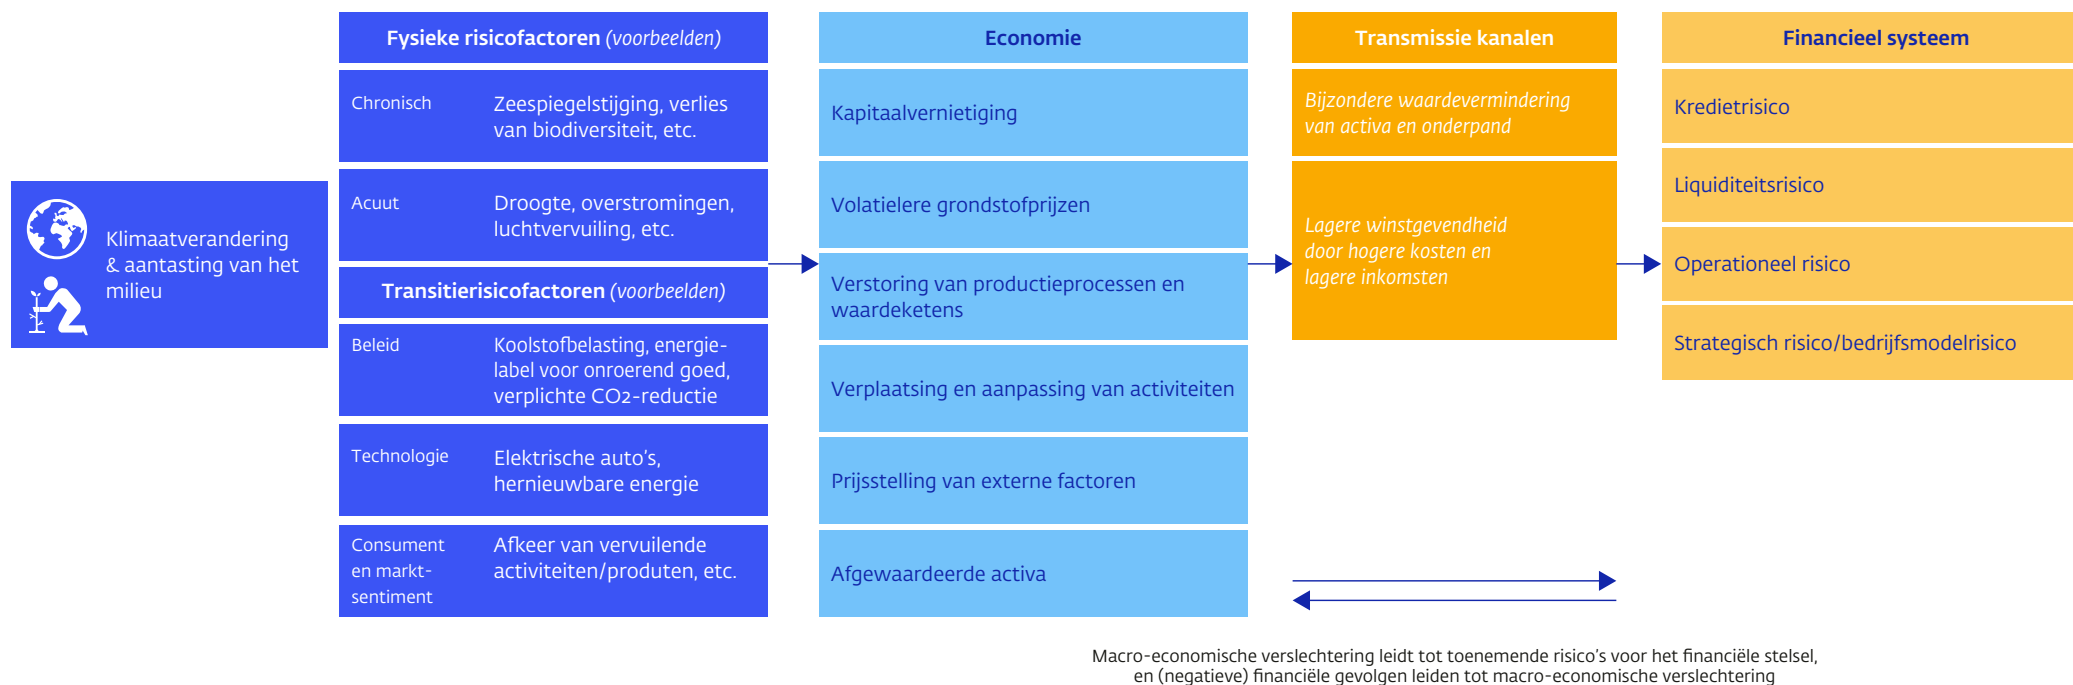 Klimaatverandering
& aantasting van het
milieu
Fysieke risicofactoren (voorbeelden)
Chronisch
Zeespiegelstijging, verlies
van biodiversiteit, etc.
Acuut
Droogte, overstromingen,
luchtvervuiling, etc.
Transitierisicofactoren (voorbeelden)
Beleid
Koolstofbelasting, energie-
label voor onroerend goed,
verplichte CO2-reductie
Technologie
Elektrische auto's,
hernieuwbare energie
Consument
en markt-
sentiment
Afkeer van vervuilende
activiteiten/produten, etc.
Economie
Kapitaalvernietiging
Volatielere grondstofprijzen
Verstoring van productieprocessen en
waardeketens
Verplaatsing en aanpassing van activiteiten
Prijsstelling van externe factoren
Afgewaardeerde activa
Transmissie kanalen
Bijzondere waardevermindering
van activa en onderpand
Lagere winstgevendheid
door hogere kosten en
lagere inkomsten
Financieel systeem
Kredietrisico
Liquiditeitsrisico
Operationeel risico
Strategisch risico/bedrijfsmodelrisico
Macro-economische verslechtering leidt tot toenemende risico's voor het financiële stelsel,
en (negatieve) financiële gevolgen leiden tot macro-economische verslechtering